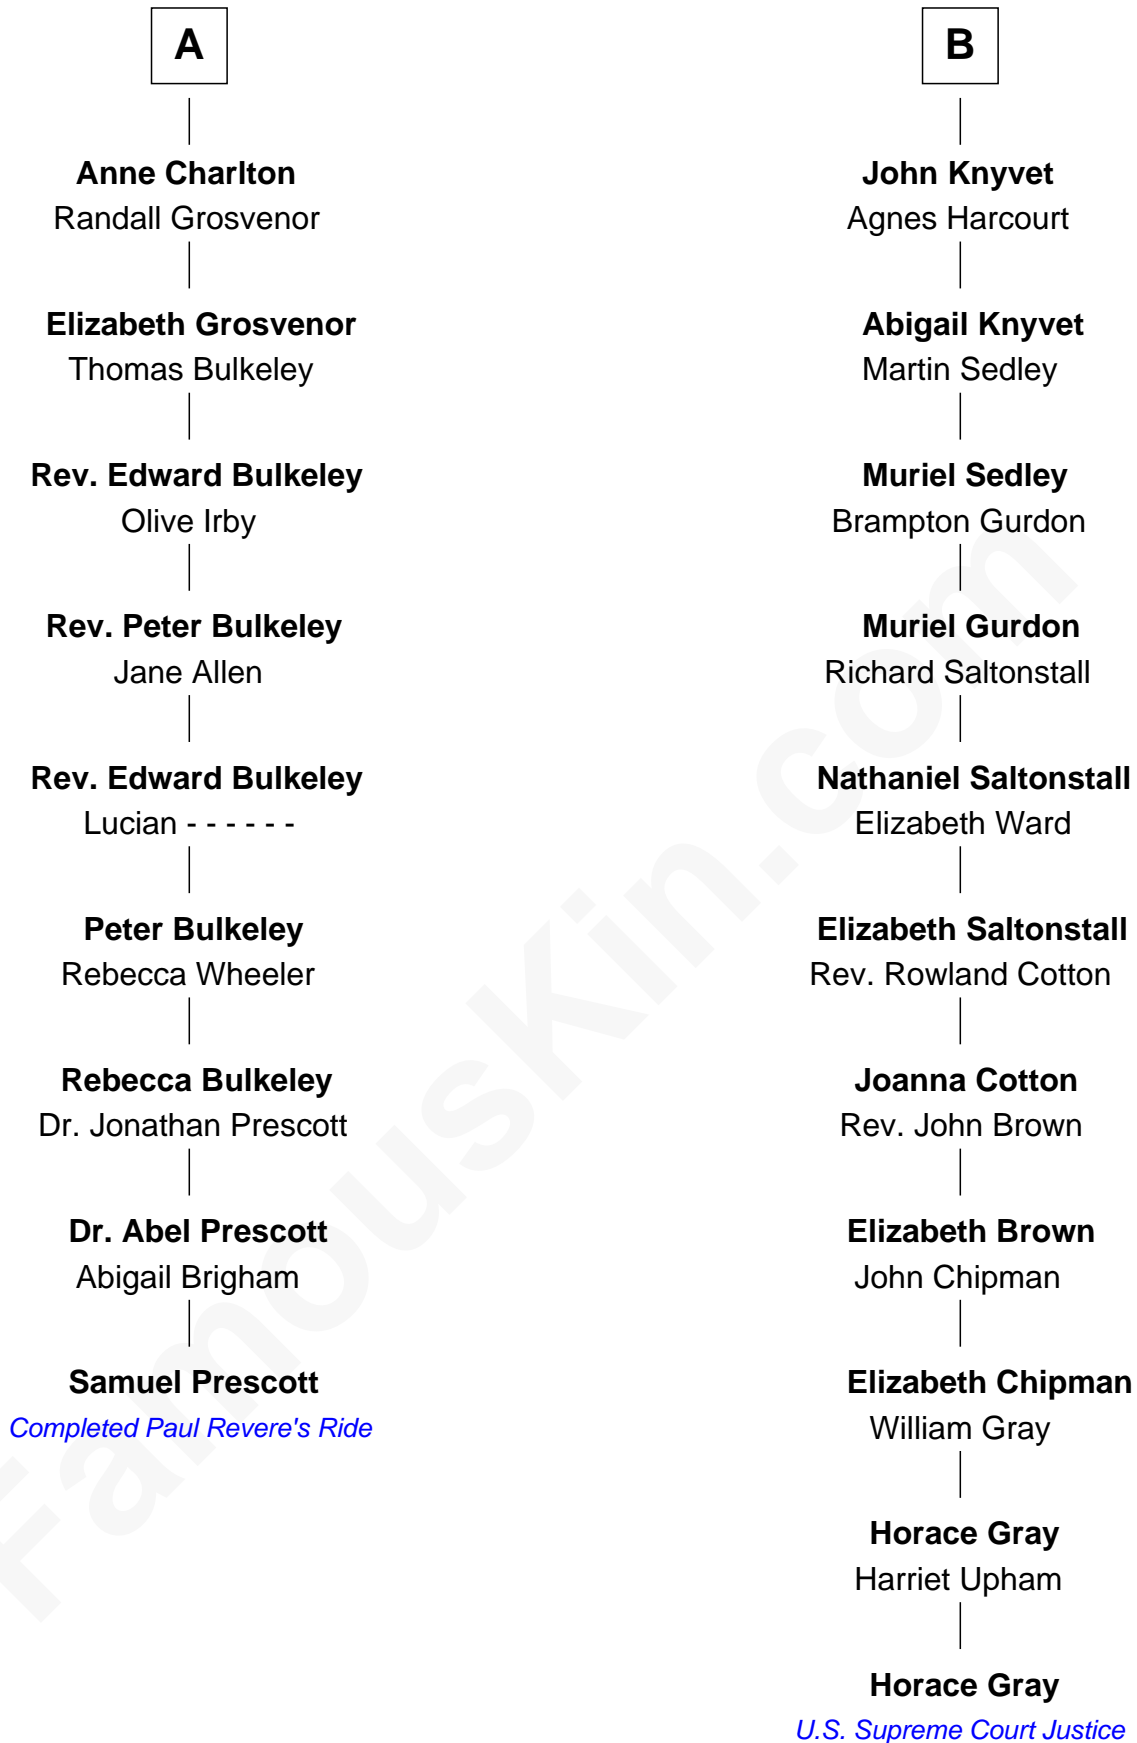 A
Anne Charlton
Randall Grosvenor
Elizabeth Grosvenor
Thomas Bulkeley
Rev. Edward Bulkeley
Olive Irby
Rev. Peter Bulkeley
Jane Allen
Rev. Edward Bulkeley
Lucian - - - - - -
Peter Bulkeley
Rebecca Wheeler
Rebecca Bulkeley
Dr. Jonathan Prescott
Dr. Abel Prescott
Abigail Brigham
Samuel Prescott
Completed Paul Revere's Ride
B
John Knyvet
Agnes Harcourt
Abigail Knyvet
Martin Sedley
Muriel Sedley
Brampton Gurdon
Muriel Gurdon
Richard Saltonstall
Nathaniel Saltonstall
Elizabeth Ward
Elizabeth Saltonstall
Rev. Rowland Cotton
Joanna Cotton
Rev. John Brown
Elizabeth Brown
John Chipman
Elizabeth Chipman
William Gray
Horace Gray
Harriet Upham
Horace Gray
U.S. Supreme Court Justice
FamousKin.com